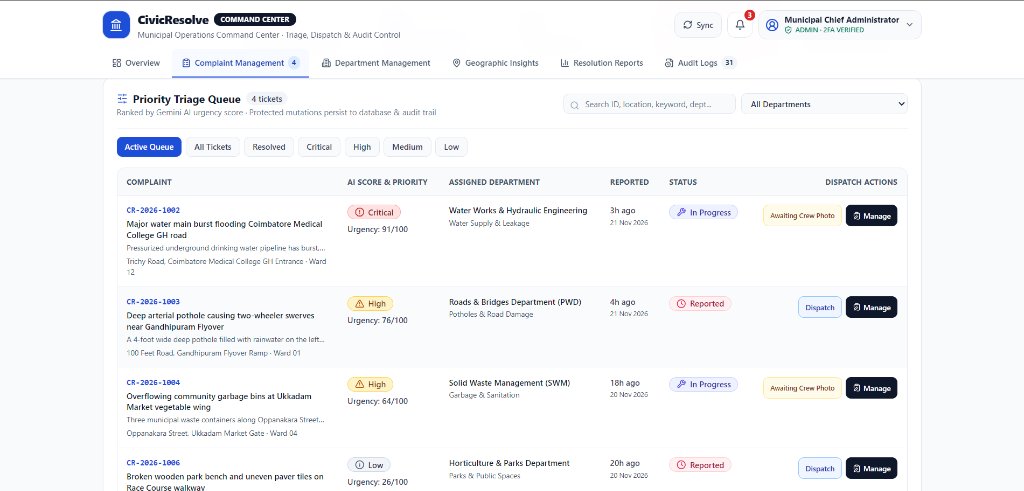 CivicResolve COMMAND CENTER
Municipal Operations Command Center · Triage, Dispatch & Audit Control
Sync
3
Municipal Chief Administrator
ADMIN · 2FA VERIFIED
Overview
Complaint Management 4
Department Management
Geographic Insights
Resolution Reports
Audit Logs 31
Priority Triage Queue 4 tickets
Ranked by Gemini AI urgency score · Protected mutations persist to database & audit trail
Search ID, location, keyword, dept...
All Departments
Active Queue
All Tickets
Resolved
Critical
High
Medium
Low
COMPLAINT
AI SCORE & PRIORITY
ASSIGNED DEPARTMENT
REPORTED
STATUS
DISPATCH ACTIONS
CR-2026-1002
Major water main burst flooding Coimbatore Medical
College GH road
Pressurized underground drinking water pipeline has burst,...
Trichy Road, Coimbatore Medical College GH Entrance · Ward
12
Critical
Urgency: 91/100
Water Works & Hydraulic Engineering
Water Supply & Leakage
3h ago
21 Nov 2026
In Progress
Awaiting Crew Photo
Manage
CR-2026-1003
Deep arterial pothole causing two-wheeler swerves
near Gandhipuram Flyover
A 4-foot wide deep pothole filled with rainwater on the left...
100 Feet Road, Gandhipuram Flyover Ramp · Ward 01
High
Urgency: 76/100
Roads & Bridges Department (PWD)
Potholes & Road Damage
4h ago
21 Nov 2026
Reported
Dispatch
Manage
CR-2026-1004
Overflowing community garbage bins at Ukkadam
Market vegetable wing
Three municipal waste containers along Oppanakara Street...
Oppanakara Street, Ukkadam Market Gate · Ward 04
High
Urgency: 64/100
Solid Waste Management (SWM)
Garbage & Sanitation
18h ago
20 Nov 2026
In Progress
Awaiting Crew Photo
Manage
CR-2026-1006
Broken wooden park bench and uneven paver tiles on
Race Course walkway
Low
Urgency: 26/100
Horticulture & Parks Department
Parks & Public Spaces
20h ago
20 Nov 2026
Reported
Dispatch
Manage